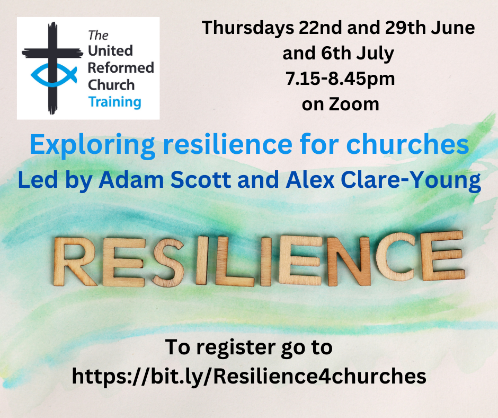 The
United
Reformed
Church
Training
Thursdays 22nd and 29th June
and 6th July
7.15-8.45pm
on Zoom
Exploring resilience for churches
Led by Adam Scott and Alex Clare-Young
RESILIENCE
To register go to
https://bit.ly/Resilience4churches